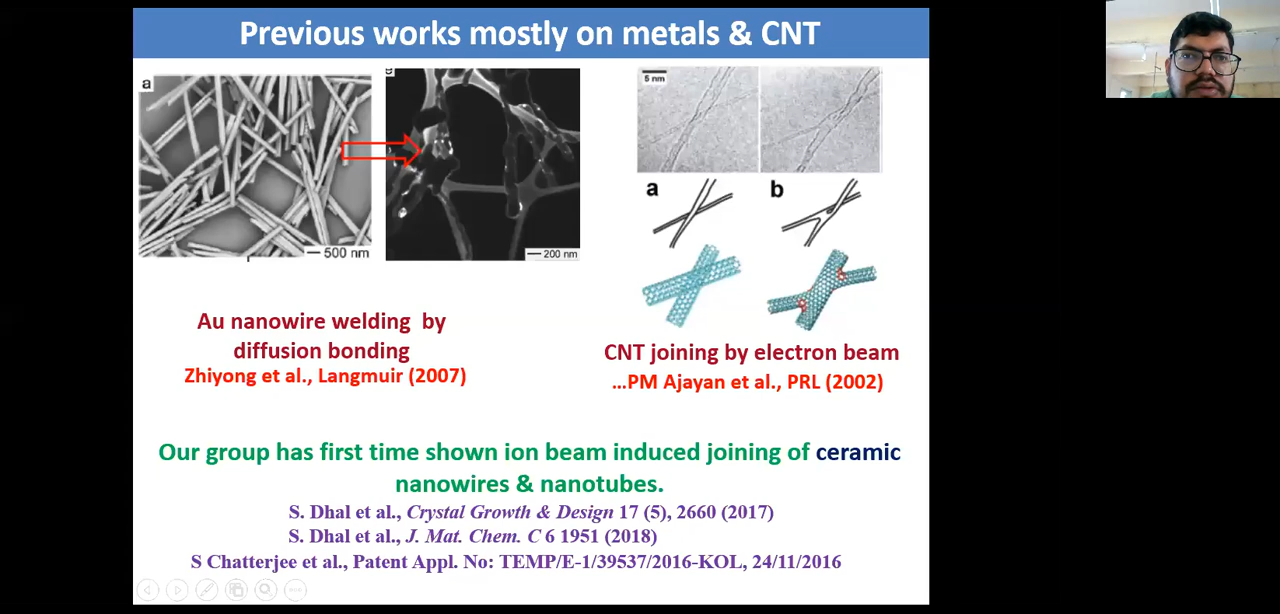 Previous works mostly on metals & CNT
a
500 nm
200 nm
5 nm
a
b
Au nanowire welding by
diffusion bonding
Zhiyong et al., Langmuir (2007)
CNT joining by electron beam
...PM Ajayan et al., PRL (2002)
Our group has first time shown ion beam induced joining of ceramic
nanowires & nanotubes.
S. Dhal et al., Crystal Growth & Design 17 (5), 2660 (2017)
S. Dhal et al., J. Mat. Chem. C 6 1951 (2018)
S Chatterjee et al., Patent Appl. No: TEMP/E-1/39537/2016-KOL, 24/11/2016